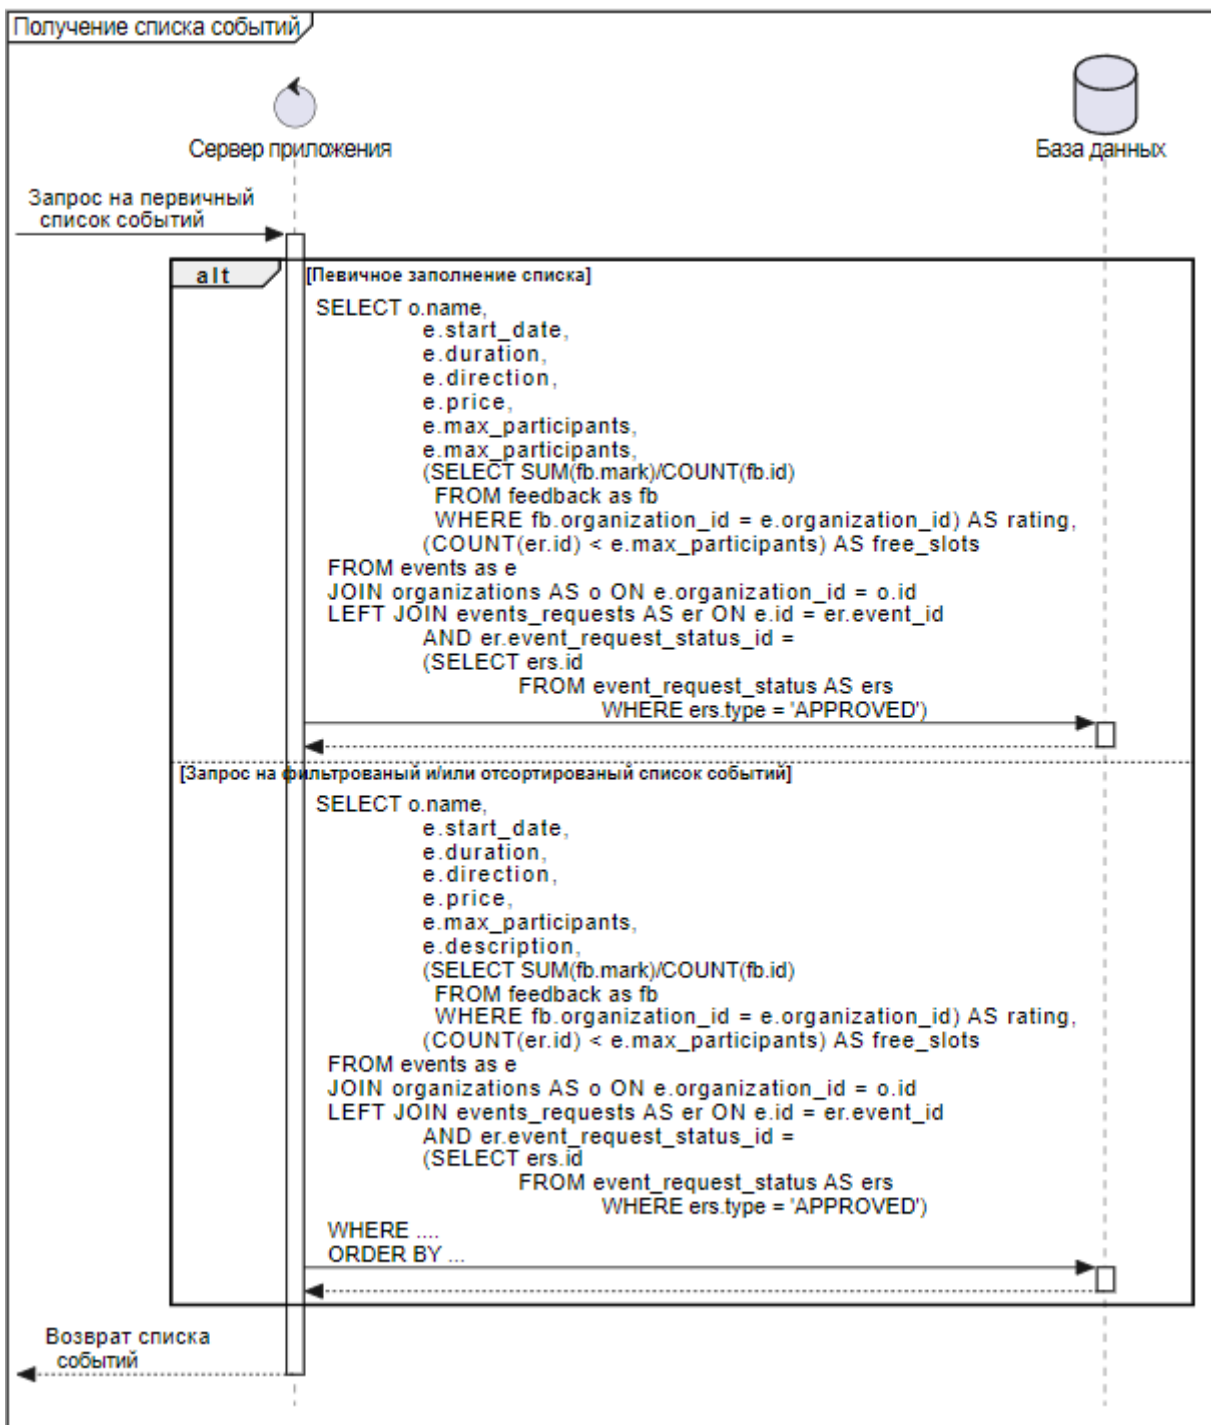 Получение списка событий
Сервер приложения
База данных
Запрос на первичный
список событий
alt
[Певичное заполнение списка]
SELECT o.name,
e.start_date,
e.duration,
e.direction,
e.price,
e.max_participants,
e.max_participants,
(SELECT SUM(fb.mark)/COUNT(fb.id)
FROM feedback as fb
WHERE fb.organization_id = e.organization_id) AS rating,
(COUNT(er.id) < e.max_participants) AS free_slots
FROM events as e
JOIN organizations AS o ON e.organization_id = o.id
LEFT JOIN events_requests AS er ON e.id = er.event_id
AND er.event_request_status_id =
(SELECT ers.id
FROM event_request_status AS ers
WHERE ers.type = 'APPROVED')
[Запрос на фильтрованый и/или отсортированый список событий]
SELECT o.name,
e.start_date,
e.duration,
e.direction,
e.price,
e.max_participants,
e.description,
(SELECT SUM(fb.mark)/COUNT(fb.id)
FROM feedback as fb
WHERE fb.organization_id = e.organization_id) AS rating,
(COUNT(er.id) < e.max_participants) AS free_slots
FROM events as e
JOIN organizations AS o ON e.organization_id = o.id
LEFT JOIN events_requests AS er ON e.id = er.event_id
AND er.event_request_status_id =
(SELECT ers.id
FROM event_request_status AS ers
WHERE ers.type = 'APPROVED')
WHERE ....
ORDER BY ...
Возврат списка
событий